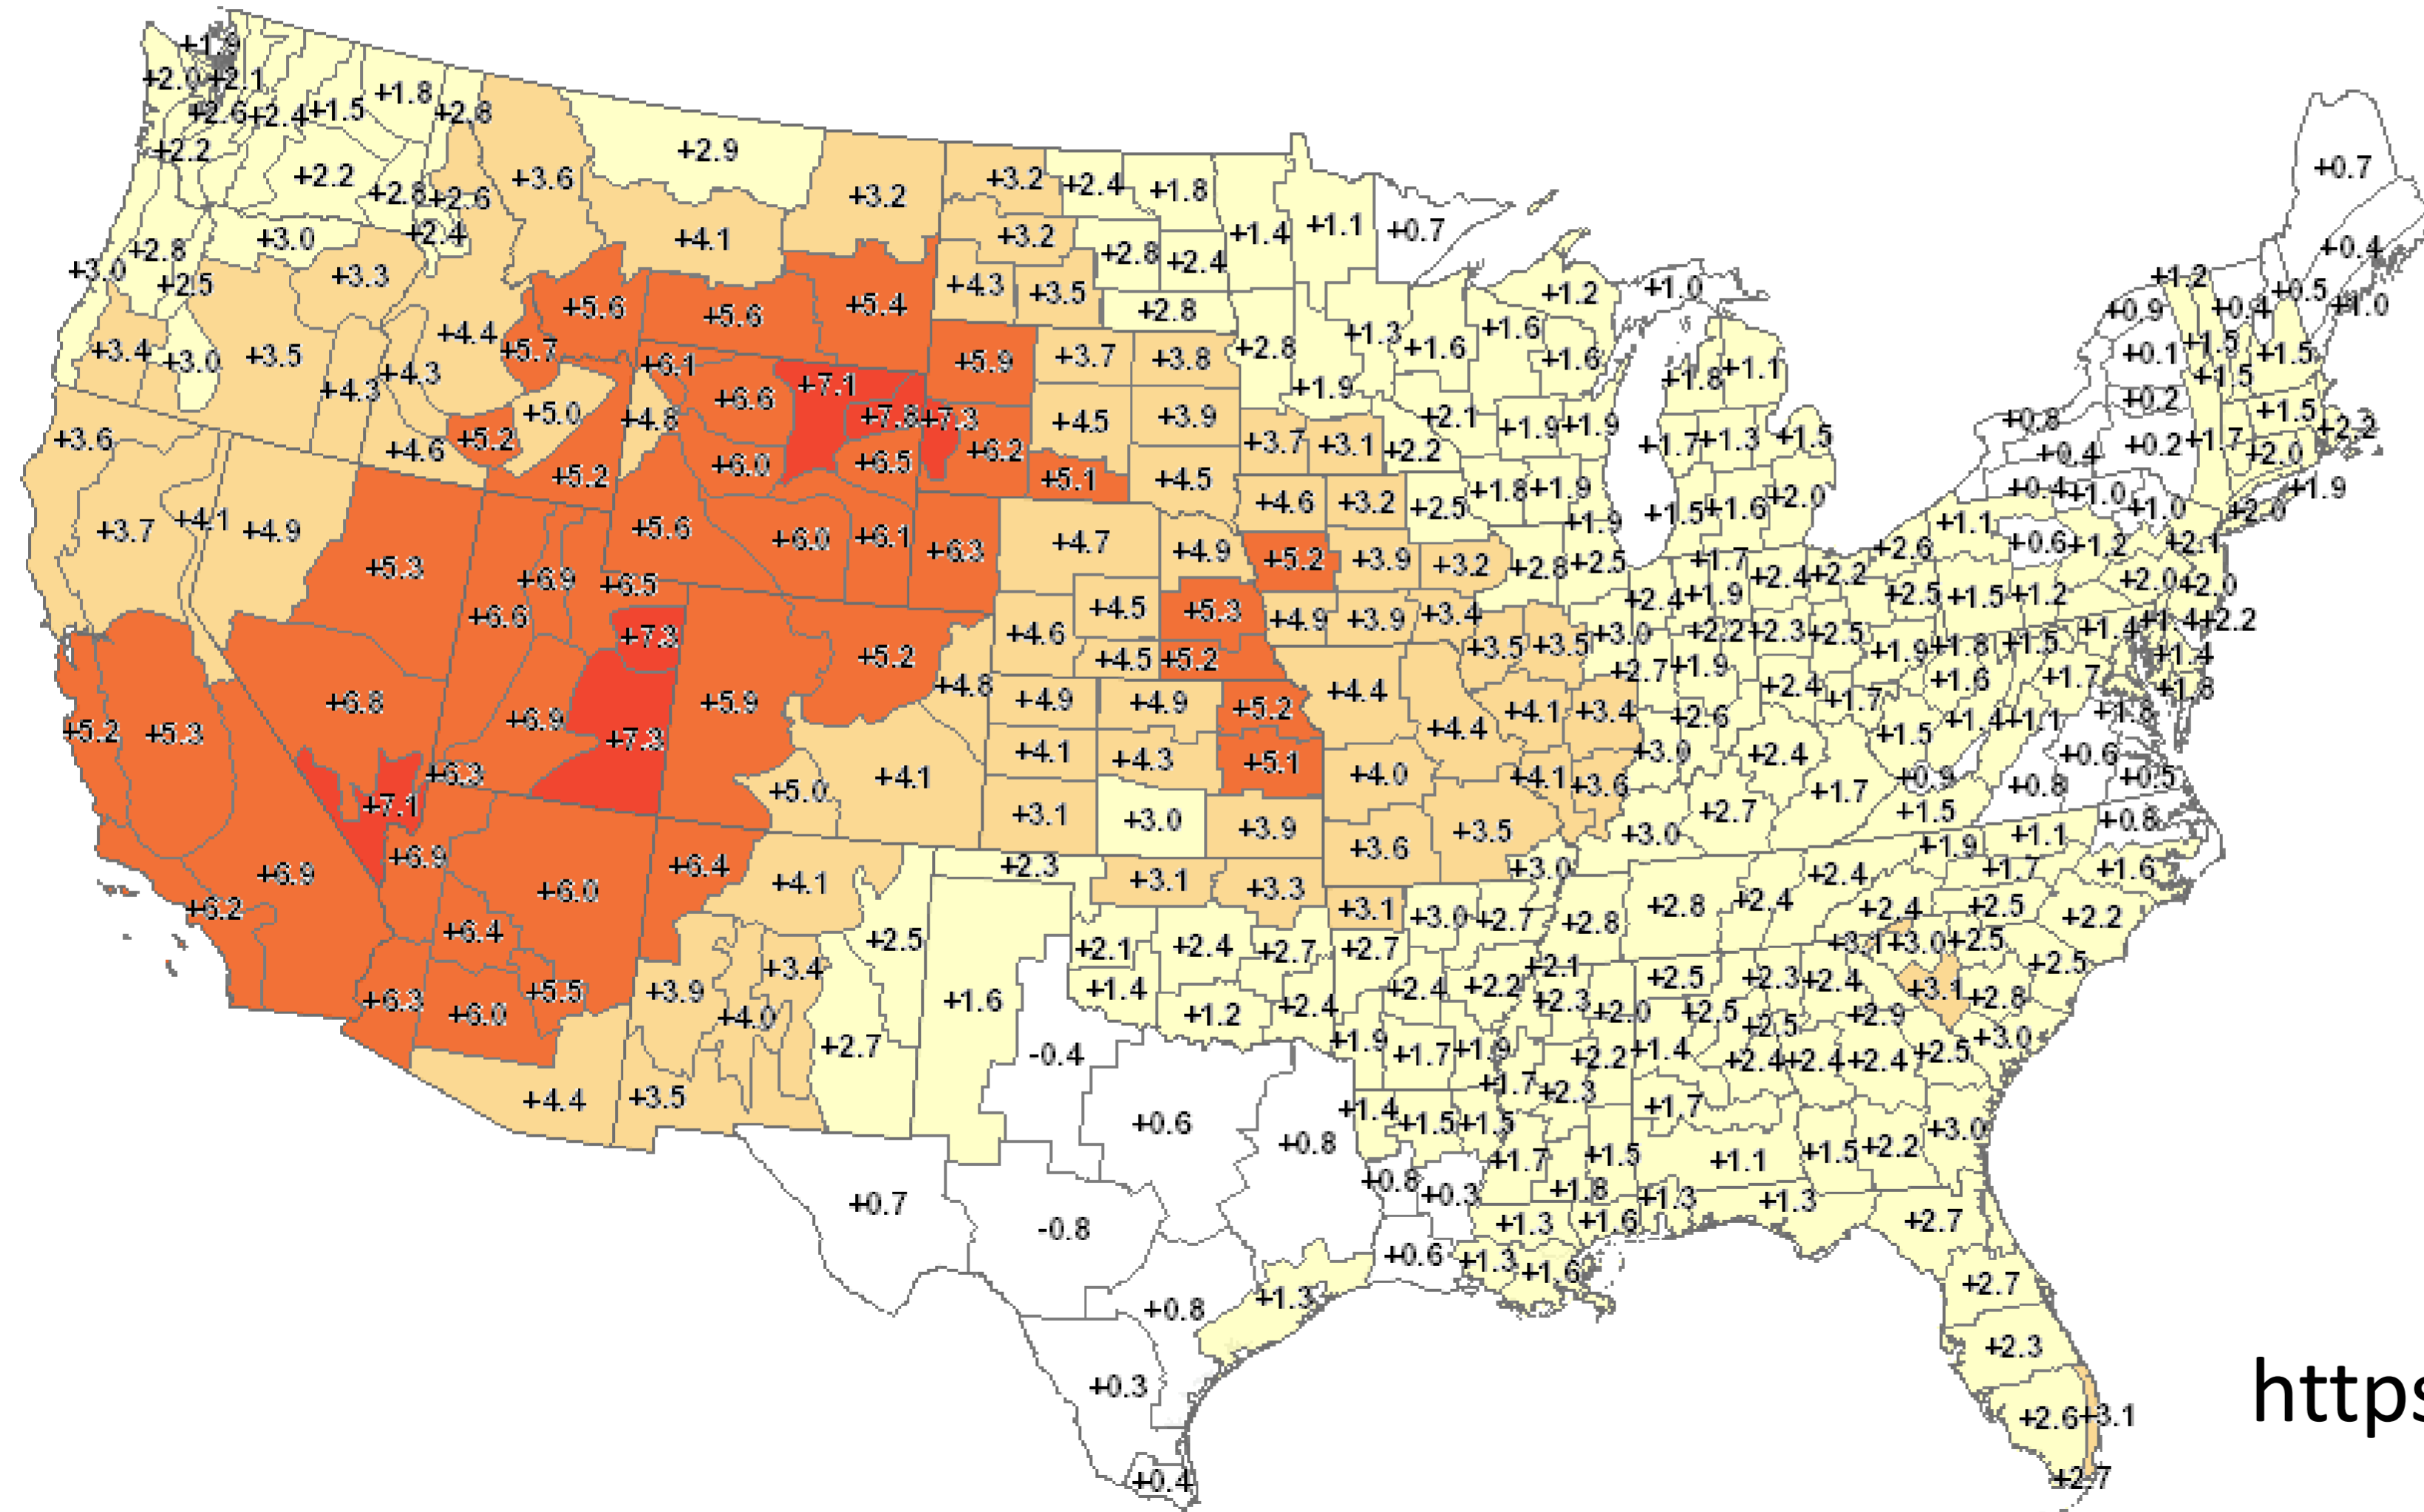 +1.9
+2.0 +2.1
+1.8
+2.6 +2.4 +1.5 +2.8
+2.2 +2.9
+2.2 +3.6 +0.7
+2.8 +2.6 +3.2 +3.2 +2.4 +1.8
+3.0 +2.4 +4.1 +3.2 +1.4 +1.1 +0.7
+2.8 +2.8 +2.4 +0.4
+3.0 +2.5 +3.3 +4.3 +3.5 +1.2 +1.0 +1.2 +0.5
+5.6 +5.6 +5.4 +2.8 +0.9 +0.4 +1.0
+3.4 +3.0 +3.5 +4.4 +5.7 +2.8 +1.3 +1.6 +1.6 +0.1 +1.5 +1.5
+4.3 +4.3 +6.1 +5.9 +3.7 +3.8 +1.6 +1.8 +1.1 +1.5
+6.6 +7.1 +1.9 +0.2
+5.0 +4.8 +7.8 +7.3 +4.5 +3.9 +2.1 +1.9 +1.9 +0.8 +1.5 +2.2
+3.6 +4.6 +5.2 +6.2 +3.7 +3.1 +2.2 +1.7 +1.3 +1.5 +0.4 +0.2 +1.7 +2.0
+5.2 +6.0 +6.5 +5.1 +4.5 +1.8 +1.9 +0.4 +1.0 +1.9
+3.7 +4.1 +4.9 +5.6 +4.6 +3.2 +2.5 +1.9 +1.5 +1.6 +2.0 +1.1 +1.0 +2.0
+5.3 +6.0 +6.1 +6.3 +4.7 +4.9 +5.2 +3.9 +3.2 +2.8 +2.5 +1.7 +2.6 +0.6 +1.2 +2.1
+6.9 +6.5 +2.4 +2.2 +2.0 +2.0
+6.6 +7.3 +4.5 +5.3 +4.9 +3.9 +3.4 +2.4 +1.9 +2.5 +1.5 +1.2
+5.2 +4.6 +4.5 +5.2 +3.5 +3.5 +3.0 +2.2 +2.3 +2.5 +1.9 +1.8 +1.5 +1.4 +1.4 +2.2
+6.8 +5.9 +4.8 +4.9 +4.9 +4.4 +2.7 +1.9 +2.4 +1.7 +1.6 +1.7 +1.4 +1.8
+5.2 +5.3 +6.9 +7.3 +5.2 +4.4 +4.1 +3.4 +2.6 +1.5 +1.4 +1.1 +1.8
+6.3 +5.0 +4.1 +4.1 +4.3 +5.1 +4.0 +4.1 +3.6 +3.0 +2.4 +0.9 +0.6 +0.5
+7.1 +3.1 +3.0 +3.9 +3.5 +2.7 +1.7 +1.5 +0.8 +0.8
+6.9 +6.9 +6.0 +6.4 +4.1 +2.3 +3.6 +3.0 +3.0 +1.9 +1.1
+6.2 +6.4 +3.1 +3.3 +3.1 +3.0 +2.7 +2.8 +2.8 +2.4 +2.4 +1.7 +1.6
+2.5 +2.1 +2.4 +2.7 +2.7 +2.4 +2.5 +2.2
+6.3 +6.0 +5.5 +3.9 +3.4 +1.6 +1.4 +2.4 +2.2 +2.1 +2.5 +2.3 +2.4 +3.1 +3.0 +2.5 +2.5
+4.0 +2.7 +1.2 +2.4 +2.3 +2.0 +2.5 +2.5 +2.9 +3.1 +2.8
-0.4 +1.9 +1.7 +1.9 +2.2 +1.4 +2.4 +2.4 +2.4 +2.5 +3.0
+4.4 +3.5 +0.6 +1.4 +1.5 +1.5 +1.7 +2.3 +1.7
+0.8 +1.7 +1.5 +1.1 +1.5 +2.2 +3.0
+0.7 -0.8 +0.8 +0.3 +1.8 +1.3 +1.3
+0.6 +1.3 +1.3 +1.6 +1.6 +2.7
+0.8 +1.3 +2.7
+0.3 +2.3
+2.6 +3.1
+0.4 +2.7
https